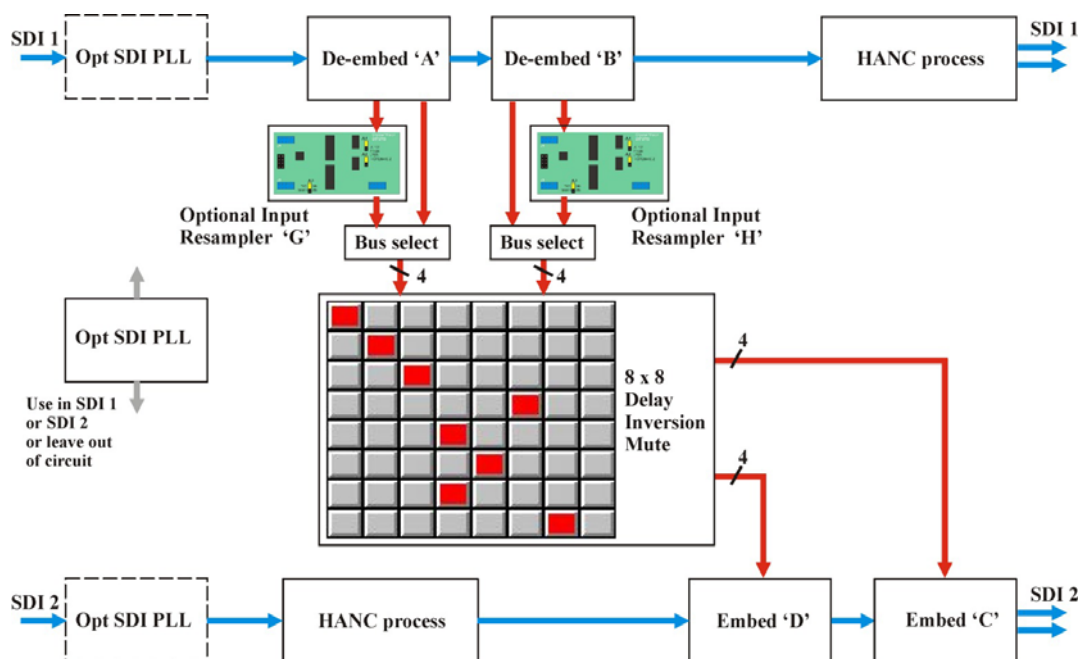 SDI 1
Opt SDI PLL
De-embed ‘A’
De-embed ‘B’
HANC process
SDI 1
Optional Input
Resampler ‘G’
Bus select
Bus select
Optional Input
Resampler ‘H’
4
4
Opt SDI PLL
Use in SDI 1
or SDI 2
or leave out
of circuit
8 x 8
Delay
Inversion
Mute
4
4
SDI 2
Opt SDI PLL
HANC process
Embed ‘D’
Embed ‘C’
SDI 2